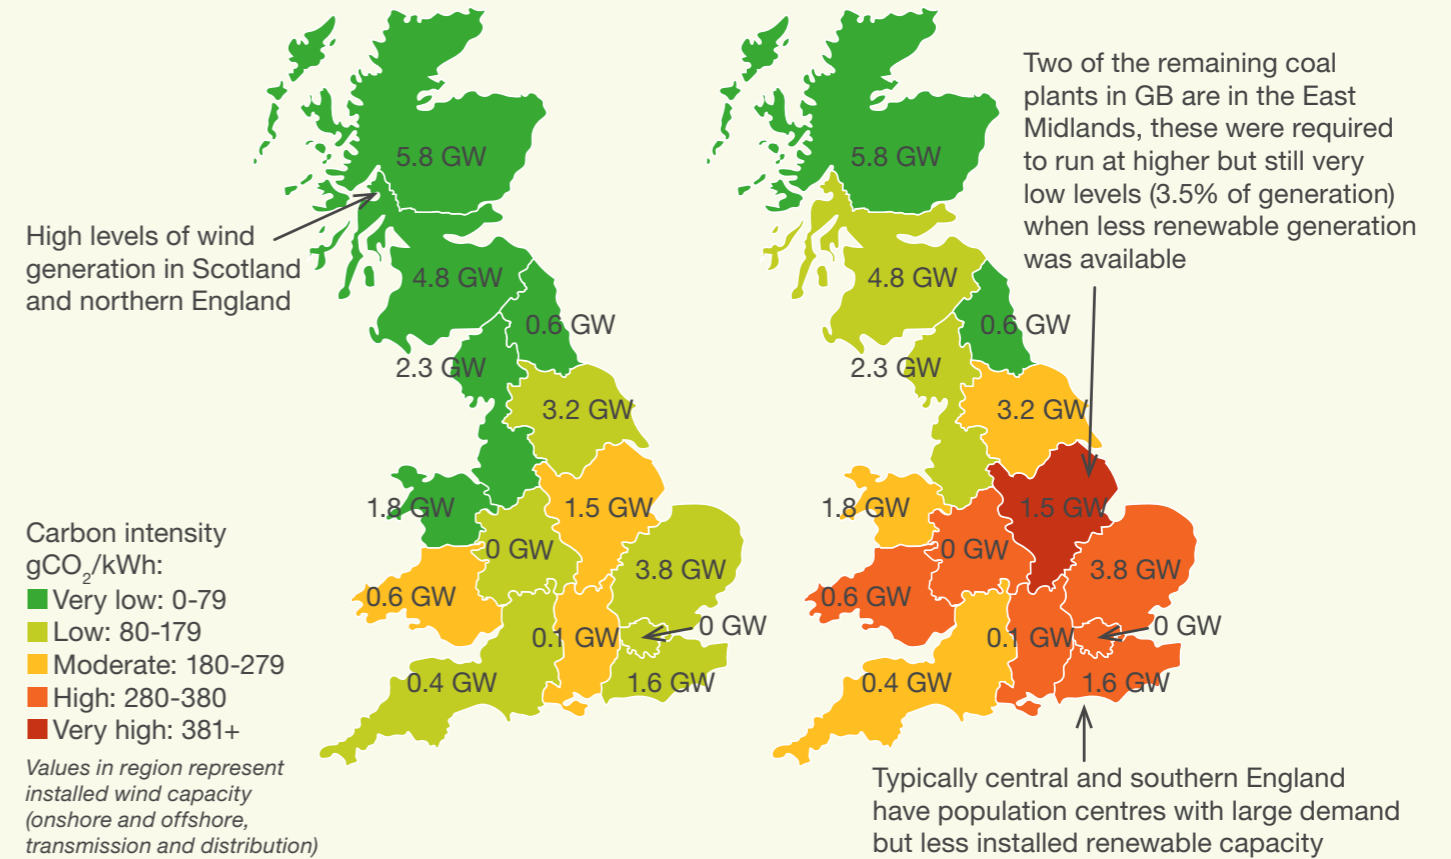 Two of the remaining coal
plants in GB are in the East
Midlands, these were required
to run at higher but still very
low levels (3.5% of generation)
when less renewable generation
was available
High levels of wind
generation in Scotland
and northern England
5.8 GW
4.8 GW
0.6 GW
2.3 GW
3.2 GW
1.8 GW
1.5 GW
0 GW
3.8 GW
0.6 GW
0.1 GW
0 GW
0.4 GW
1.6 GW
5.8 GW
4.8 GW
0.6 GW
2.3 GW
3.2 GW
1.8 GW
1.5 GW
0 GW
3.8 GW
0.6 GW
0.1 GW
0 GW
0.4 GW
1.6 GW
Carbon intensity
gCO₂/kWh:
Very low: 0-79
Low: 80-179
Moderate: 180-279
High: 280-380
Very high: 381+
Values in region represent
installed wind capacity
(onshore and offshore,
transmission and distribution)
Typically central and southern England
have population centres with large demand
but less installed renewable capacity